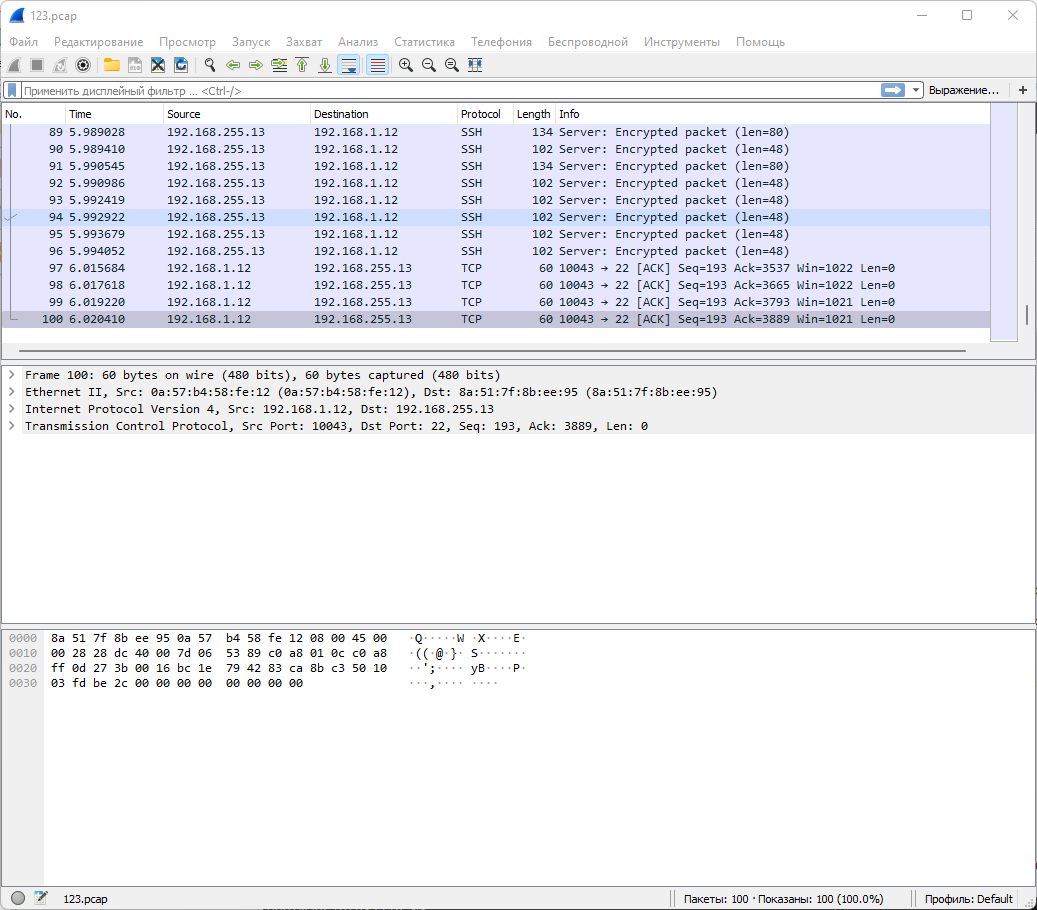 123.pcap
Файл Редактирование Просмотр Запуск Захват Анализ Статистика Телефония Беспроводной Инструменты Помощь
Применить дисплейный фильтр ... <Ctrl-/> Выражение... +
No. Time Source Destination Protocol Length Info
89 5.989028 192.168.255.13 192.168.1.12 SSH 134 Server: Encrypted packet (len=80)
90 5.989410 192.168.255.13 192.168.1.12 SSH 102 Server: Encrypted packet (len=48)
91 5.990545 192.168.255.13 192.168.1.12 SSH 134 Server: Encrypted packet (len=80)
92 5.990986 192.168.255.13 192.168.1.12 SSH 102 Server: Encrypted packet (len=48)
93 5.992419 192.168.255.13 192.168.1.12 SSH 102 Server: Encrypted packet (len=48)
94 5.992922 192.168.255.13 192.168.1.12 SSH 102 Server: Encrypted packet (len=48)
95 5.993679 192.168.255.13 192.168.1.12 SSH 102 Server: Encrypted packet (len=48)
96 5.994052 192.168.255.13 192.168.1.12 SSH 102 Server: Encrypted packet (len=48)
97 6.015684 192.168.1.12 192.168.255.13 TCP 60 10043 → 22 [ACK] Seq=193 Ack=3537 Win=1022 Len=0
98 6.017618 192.168.1.12 192.168.255.13 TCP 60 10043 → 22 [ACK] Seq=193 Ack=3665 Win=1022 Len=0
99 6.019220 192.168.1.12 192.168.255.13 TCP 60 10043 → 22 [ACK] Seq=193 Ack=3793 Win=1021 Len=0
100 6.020410 192.168.1.12 192.168.255.13 TCP 60 10043 → 22 [ACK] Seq=193 Ack=3889 Win=1021 Len=0
Frame 100: 60 bytes on wire (480 bits), 60 bytes captured (480 bits)
Ethernet II, Src: 0a:57:b4:58:fe:12 (0a:57:b4:58:fe:12), Dst: 8a:51:7f:8b:ee:95 (8a:51:7f:8b:ee:95)
Internet Protocol Version 4, Src: 192.168.1.12, Dst: 192.168.255.13
Transmission Control Protocol, Src Port: 10043, Dst Port: 22, Seq: 193, Ack: 3889, Len: 0
0000 8a 51 7f 8b ee 95 0a 57 b4 58 fe 12 08 00 45 00 ·Q·····W ·X····E·
0010 00 28 28 dc 40 00 7d 06 53 89 c0 a8 01 0c c0 a8 ·((·@·}· S·······
0020 ff 0d 27 3b 00 16 bc 1e 79 42 83 ca 8b c3 50 10 ··';···· yB····P·
0030 03 fd be 2c 00 00 00 00 00 00 00 00 ···,···· ····
123.pcap Пакеты: 100 · Показаны: 100 (100.0%) Профиль: Default